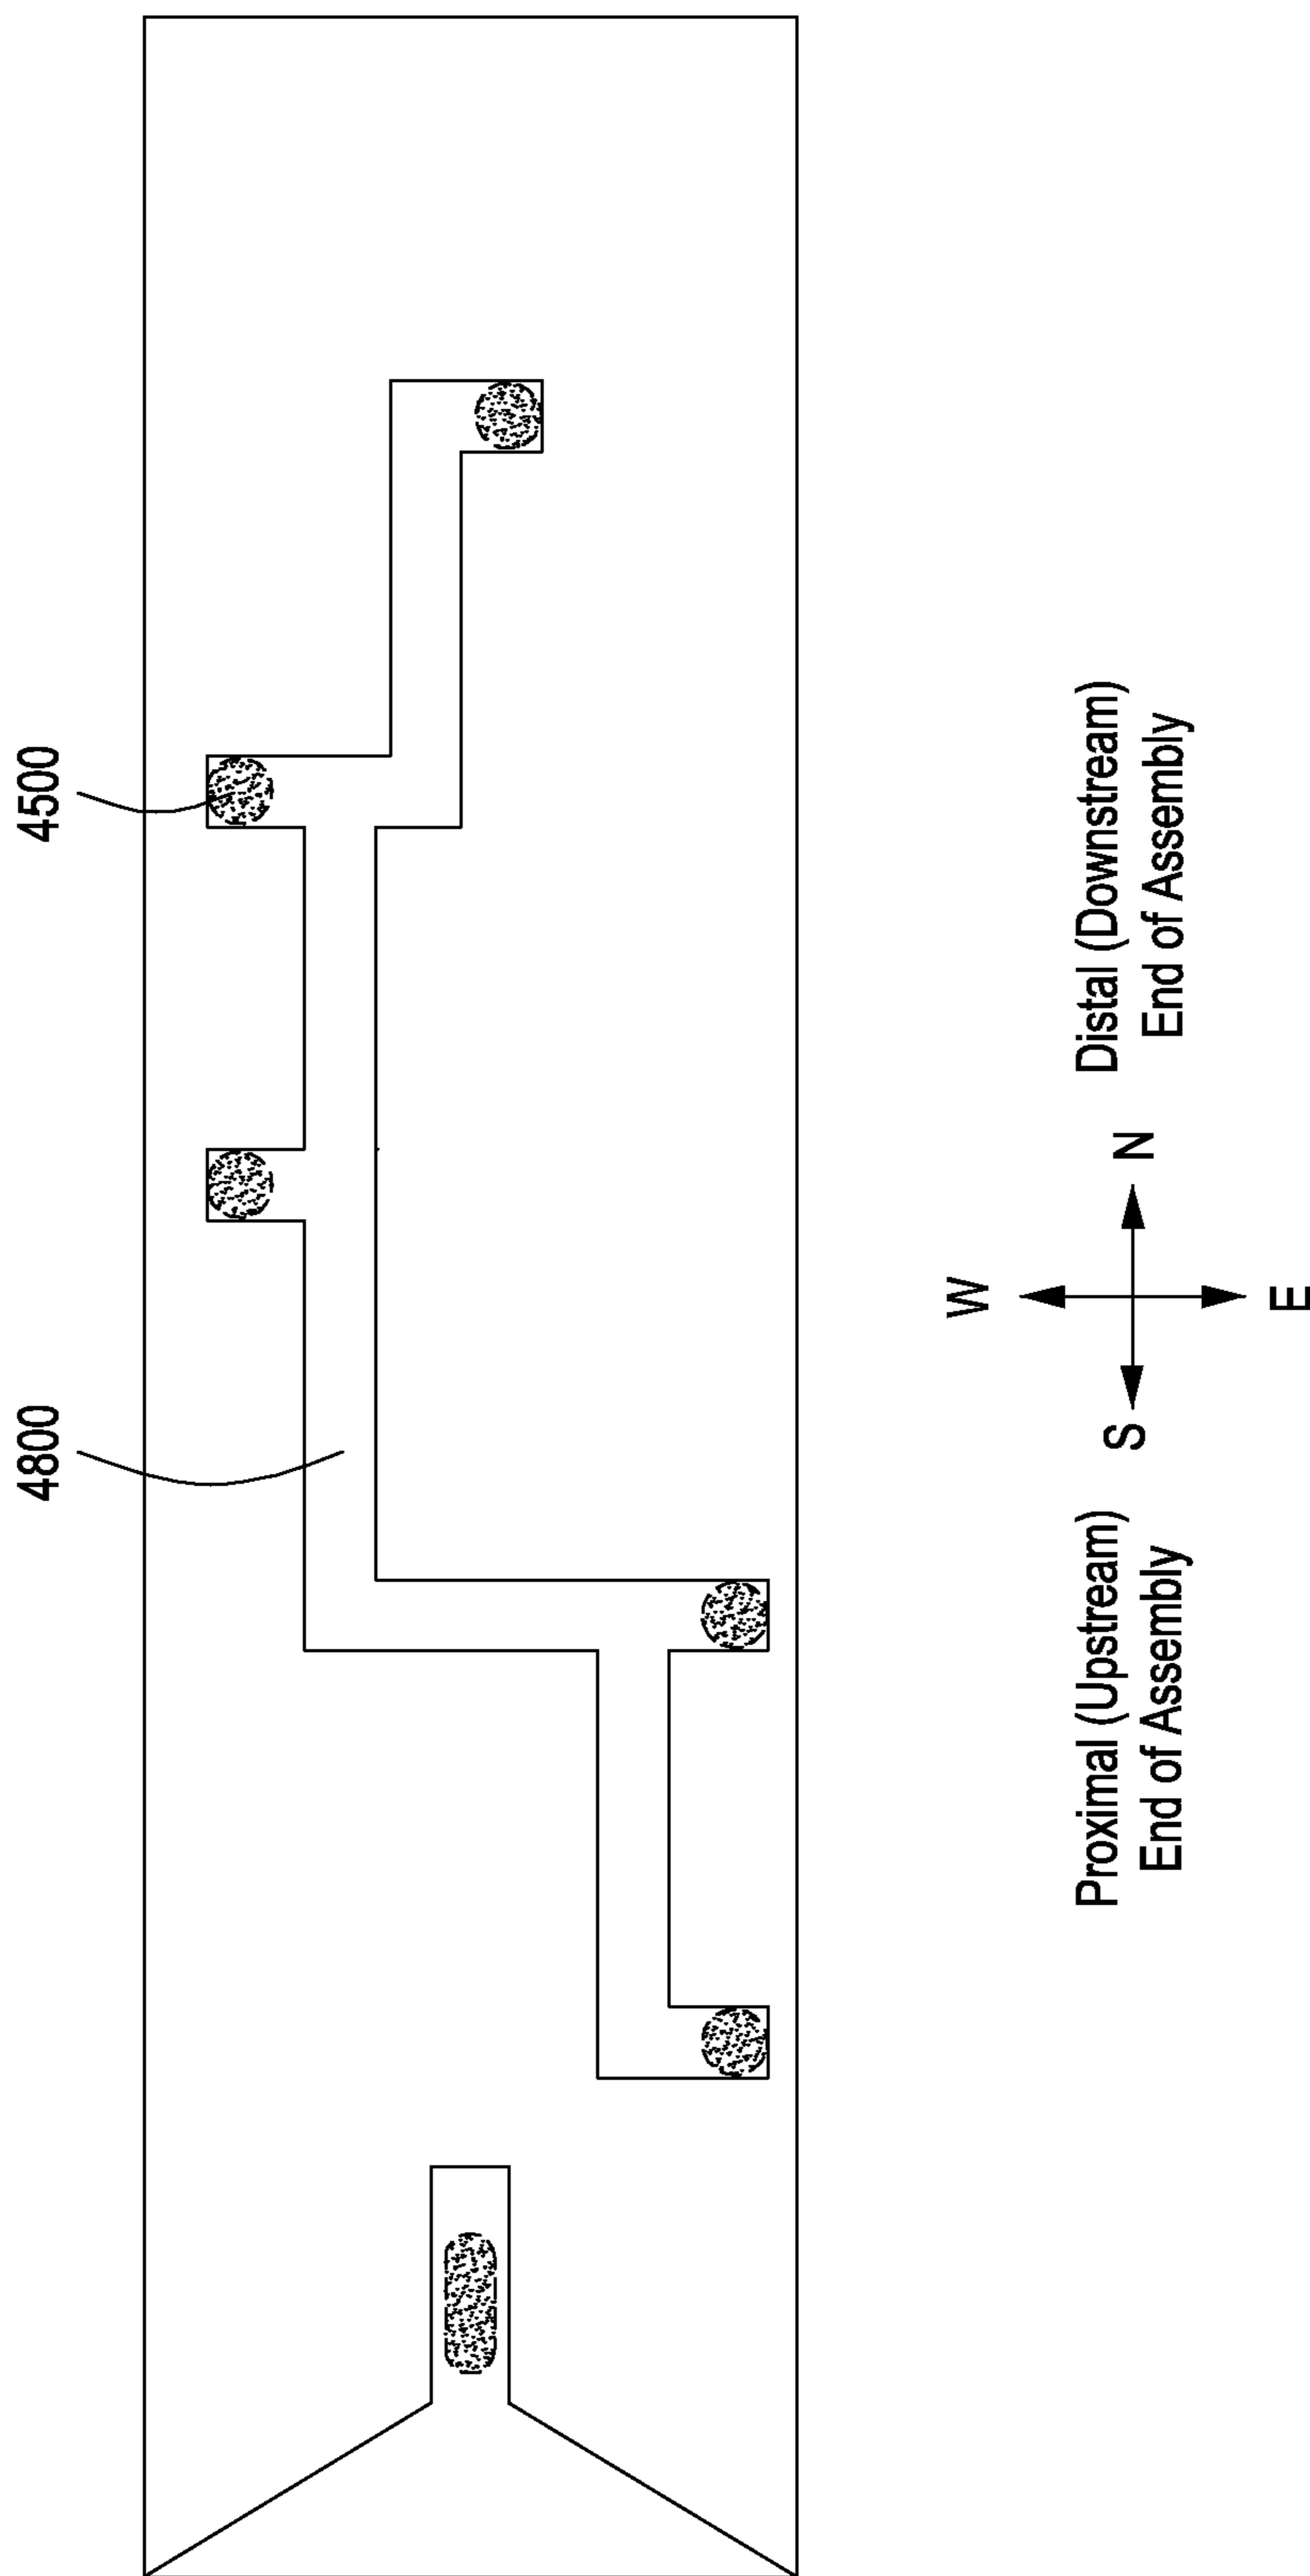 4800
4500
W
S
N
E
Proximal (Upstream)
End of Assembly
Distal (Downstream)
End of Assembly